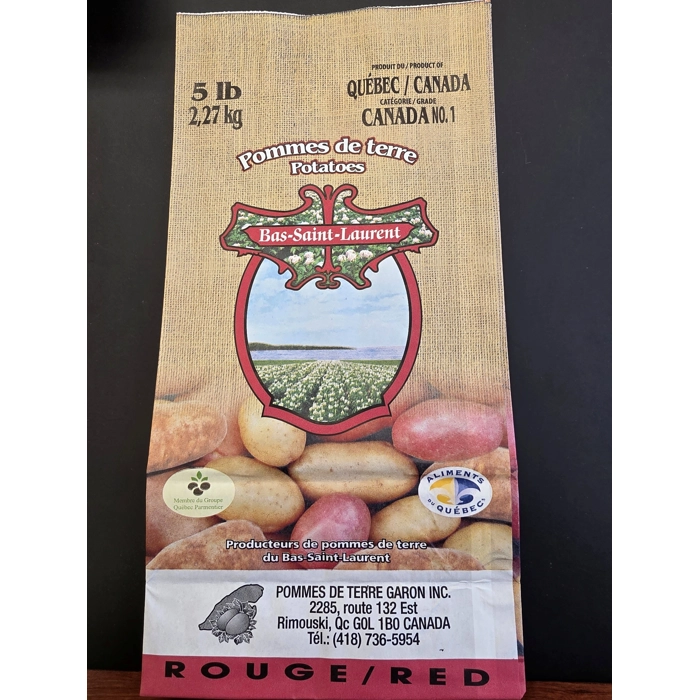 5 lb
2,27 kg
PRODUIT DU / PRODUCT OF
QUÉBEC / CANADA
CATÉGORIE / GRADE
CANADA NO. 1
Pommes de terre
Potatoes
Bas-Saint-Laurent
Membre du Groupe
Québec Parmentier
ALIMENTS
DU QUÉBEC
Producteurs de pommes de terre
du Bas-Saint-Laurent
POMMES DE TERRE GARON INC.
2285, route 132 Est
Rimouski, Qc G0L 1B0 CANADA
Tél.: (418) 736-5954
ROUGE/RED